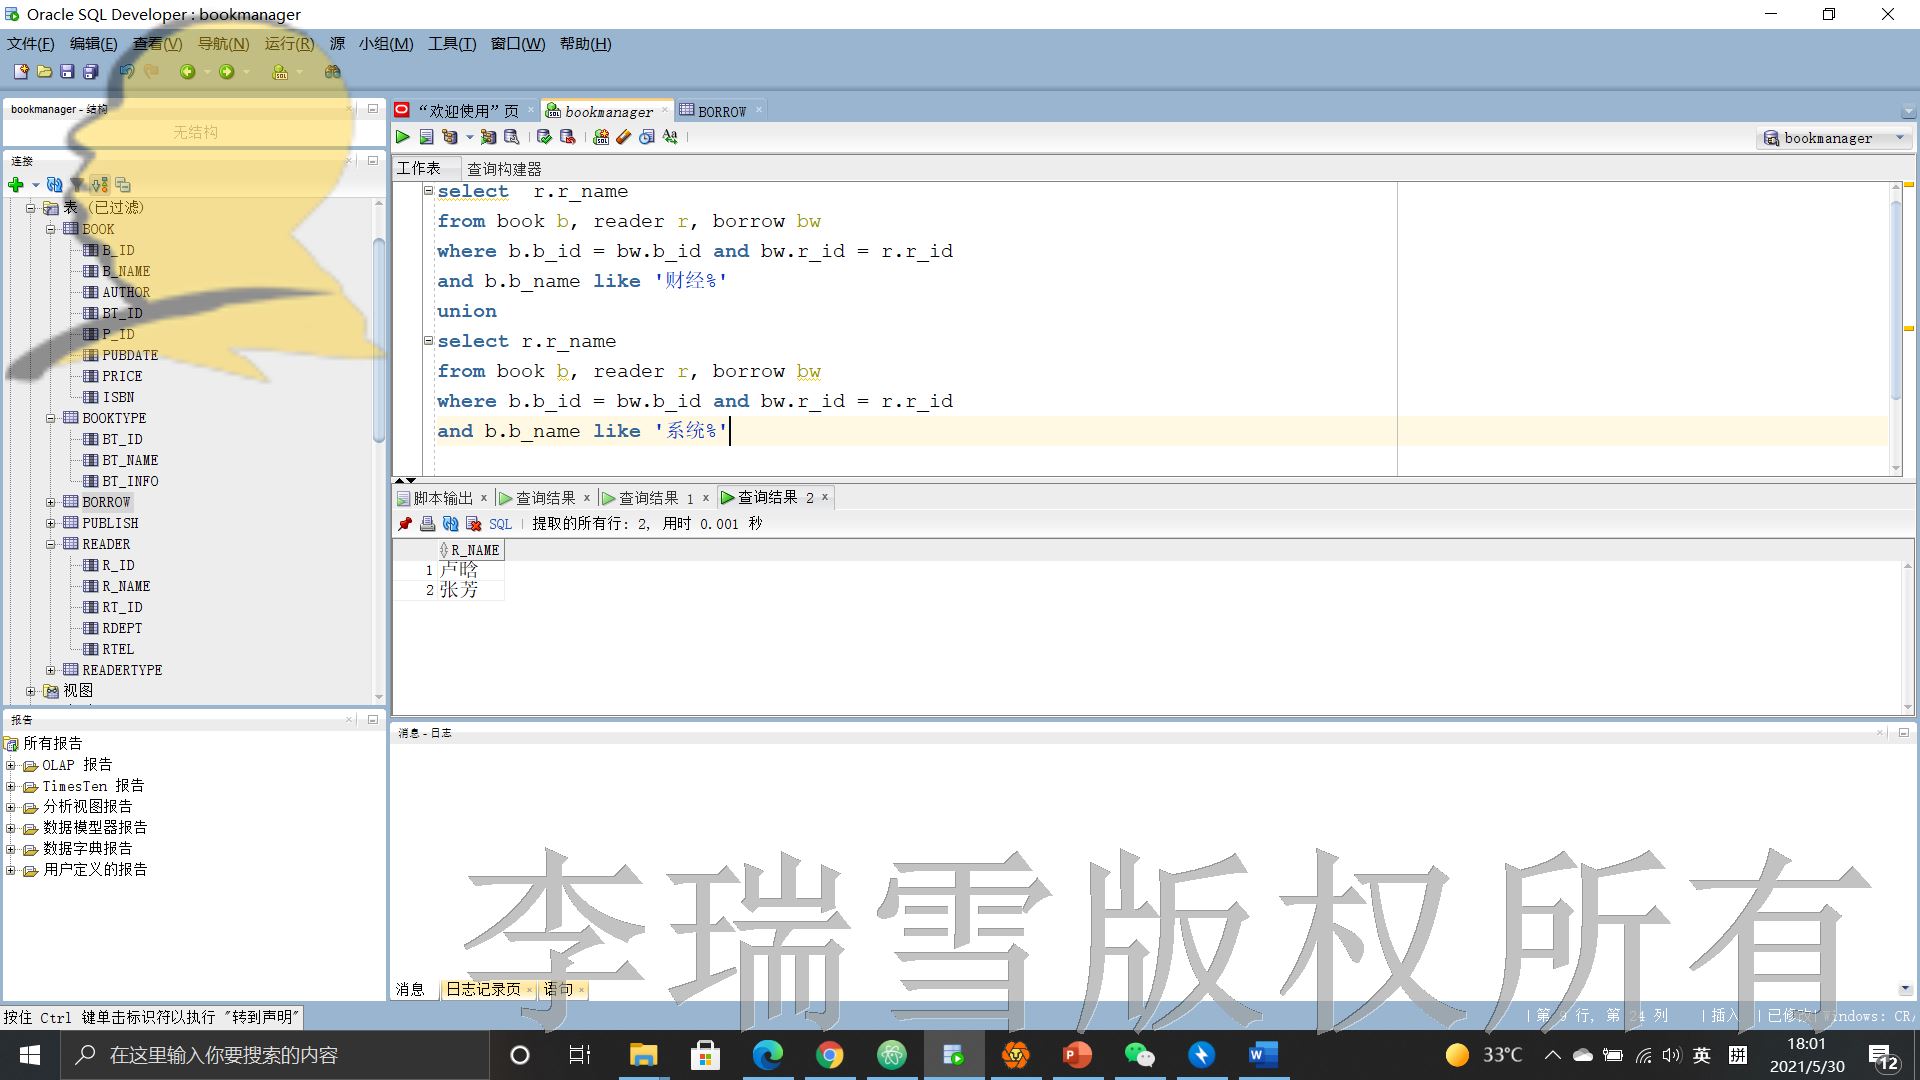 Oracle SQL Developer : bookmanager
文件(F) 编辑(E) 查看(V) 导航(N) 运行(R) 源 小组(M) 工具(T) 窗口(W) 帮助(H)
bookmanager - 结构
无结构
连接
表 (已过滤)
BOOK
B_ID
B_NAME
AUTHOR
BT_ID
P_ID
PUBDATE
PRICE
ISBN
BOOKTYPE
BT_ID
BT_NAME
BT_INFO
BORROW
PUBLISH
READER
R_ID
R_NAME
RT_ID
RDEPT
RTEL
READERTYPE
视图
报告
所有报告
OLAP 报告
TimesTen 报告
分析视图报告
数据模型器报告
数据字典报告
用户定义的报告
“欢迎使用”页 bookmanager BORROW
bookmanager
工作表 查询构建器
select  r.r_name
from book b, reader r, borrow bw
where b.b_id = bw.b_id and bw.r_id = r.r_id
and b.b_name like '财经%'
union
select r.r_name
from book b, reader r, borrow bw
where b.b_id = bw.b_id and bw.r_id = r.r_id
and b.b_name like '系统%'
脚本输出 查询结果 查询结果 1 查询结果 2
SQL 提取的所有行: 2, 用时 0.001 秒
R_NAME
1 卢晗
2 张芳
消息 - 日志
李瑞雪版权所有
消息 日志记录页 语句
按住 Ctrl 键单击标识符以执行 "转到声明"
第 9 行, 第 24 列 插入 已修改 Windows: CR/
在这里输入你要搜索的内容
33℃ 英 拼 18:01
2021/5/30 12